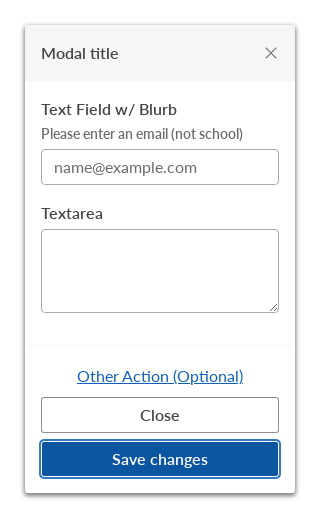 Modal title
Text Field w/ Blurb
Please enter an email (not school)
name@example.com
Textarea
Other Action (Optional)
Close
Save changes